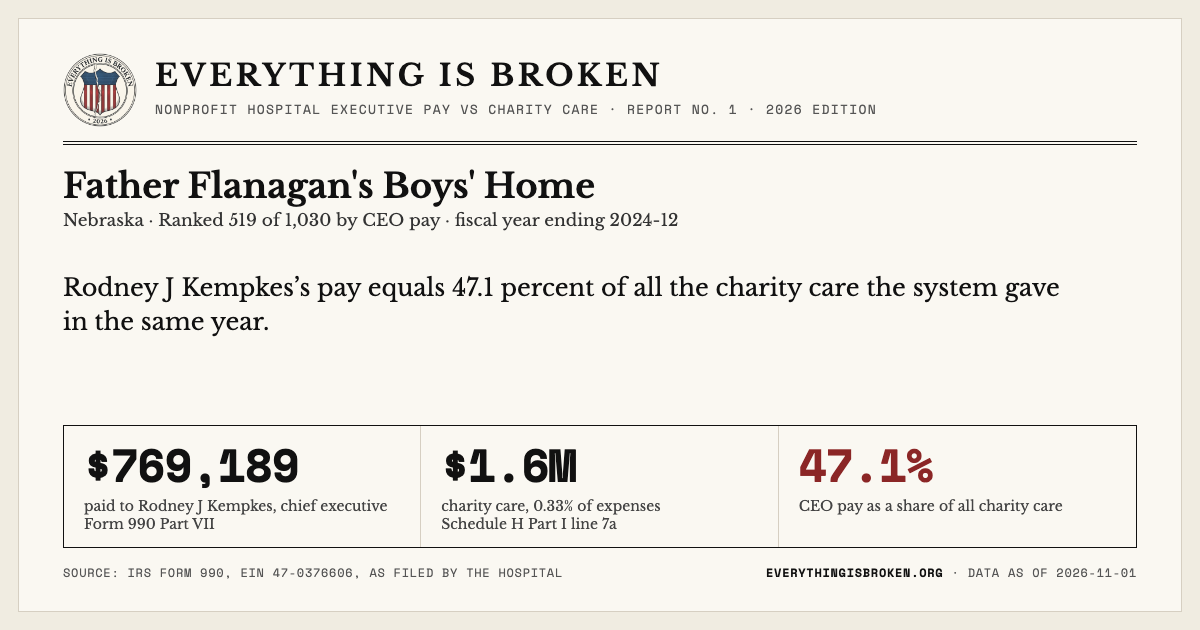 EVERYTHING IS BROKEN
2026
EVERYTHING IS BROKEN
NONPROFIT HOSPITAL EXECUTIVE PAY VS CHARITY CARE · REPORT NO. 1 · 2026 EDITION
Father Flanagan's Boys' Home
Nebraska · Ranked 519 of 1,030 by CEO pay · fiscal year ending 2024-12
Rodney J Kempkes’s pay equals 47.1 percent of all the charity care the system gave
in the same year.
$769,189
paid to Rodney J Kempkes, chief executive
Form 990 Part VII
$1.6M
charity care, 0.33% of expenses
Schedule H Part I line 7a
47.1%
CEO pay as a share of all charity care
SOURCE: IRS FORM 990, EIN 47-0376606, AS FILED BY THE HOSPITAL
EVERYTHINGISBROKEN.ORG · DATA AS OF 2026-11-01